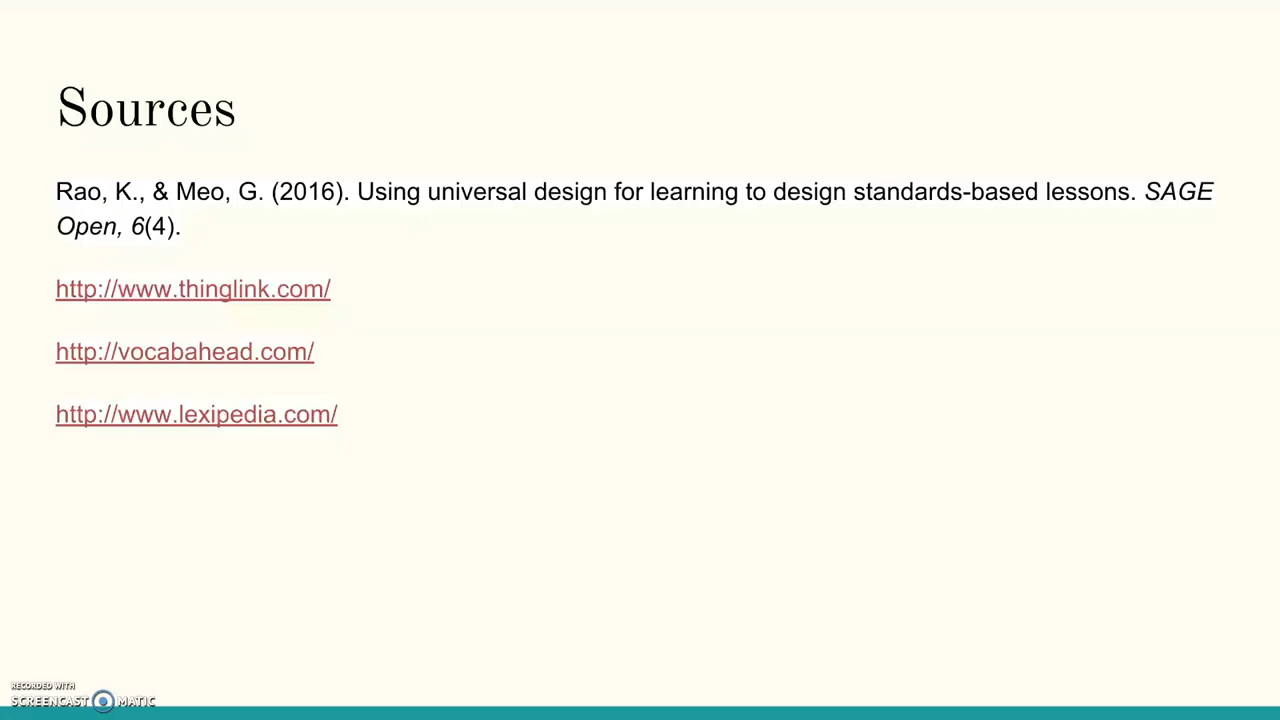 Sources
Rao, K., & Meo, G. (2016). Using universal design for learning to design standards-based lessons. SAGE
Open, 6(4).
http://www.thinglink.com/
http://vocabahead.com/
http://www.lexipedia.com/
RECORDED WITH
SCREENCAST MATIC